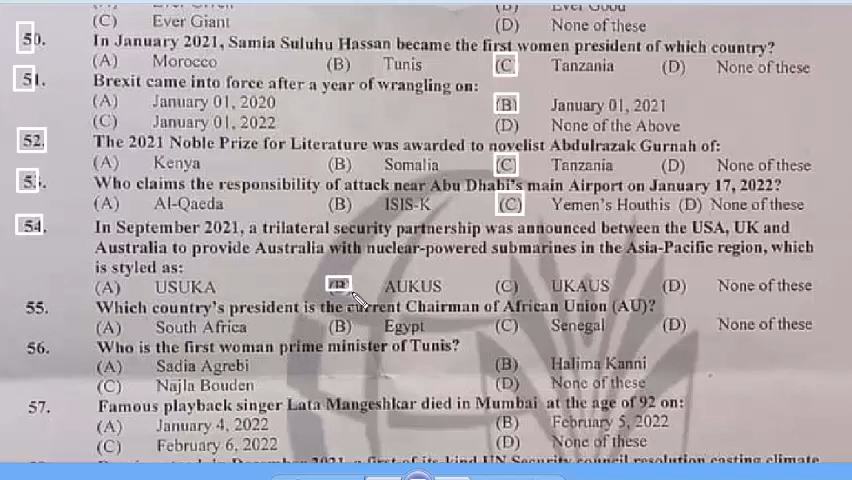 (C) Ever Giant (D) None of these
50. In January 2021, Samia Suluhu Hassan became the first women president of which country?
(A) Morocco (B) Tunis (C) Tanzania (D) None of these
51. Brexit came into force after a year of wrangling on:
(A) January 01, 2020 (B) January 01, 2021
(C) January 01, 2022 (D) None of the Above
52. The 2021 Noble Prize for Literature was awarded to novelist Abdulrazak Gurnah of:
(A) Kenya (B) Somalia (C) Tanzania (D) None of these
53. Who claims the responsibility of attack near Abu Dhabi's main Airport on January 17, 2022?
(A) Al-Qaeda (B) ISIS-K (C) Yemen's Houthis (D) None of these
54. In September 2021, a trilateral security partnership was announced between the USA, UK and
Australia to provide Australia with nuclear-powered submarines in the Asia-Pacific region, which
is styled as:
(A) USUKA (B) AUKUS (C) UKAUS (D) None of these
55. Which country's president is the current Chairman of African Union (AU)?
(A) South Africa (B) Egypt (C) Senegal (D) None of these
56. Who is the first woman prime minister of Tunis?
(A) Sadia Agrebi (B) Halima Kanni
(C) Najla Bouden (D) None of these
57. Famous playback singer Lata Mangeshkar died in Mumbai at the age of 92 on:
(A) January 4, 2022 (B) February 5, 2022
(C) February 6, 2022 (D) None of these